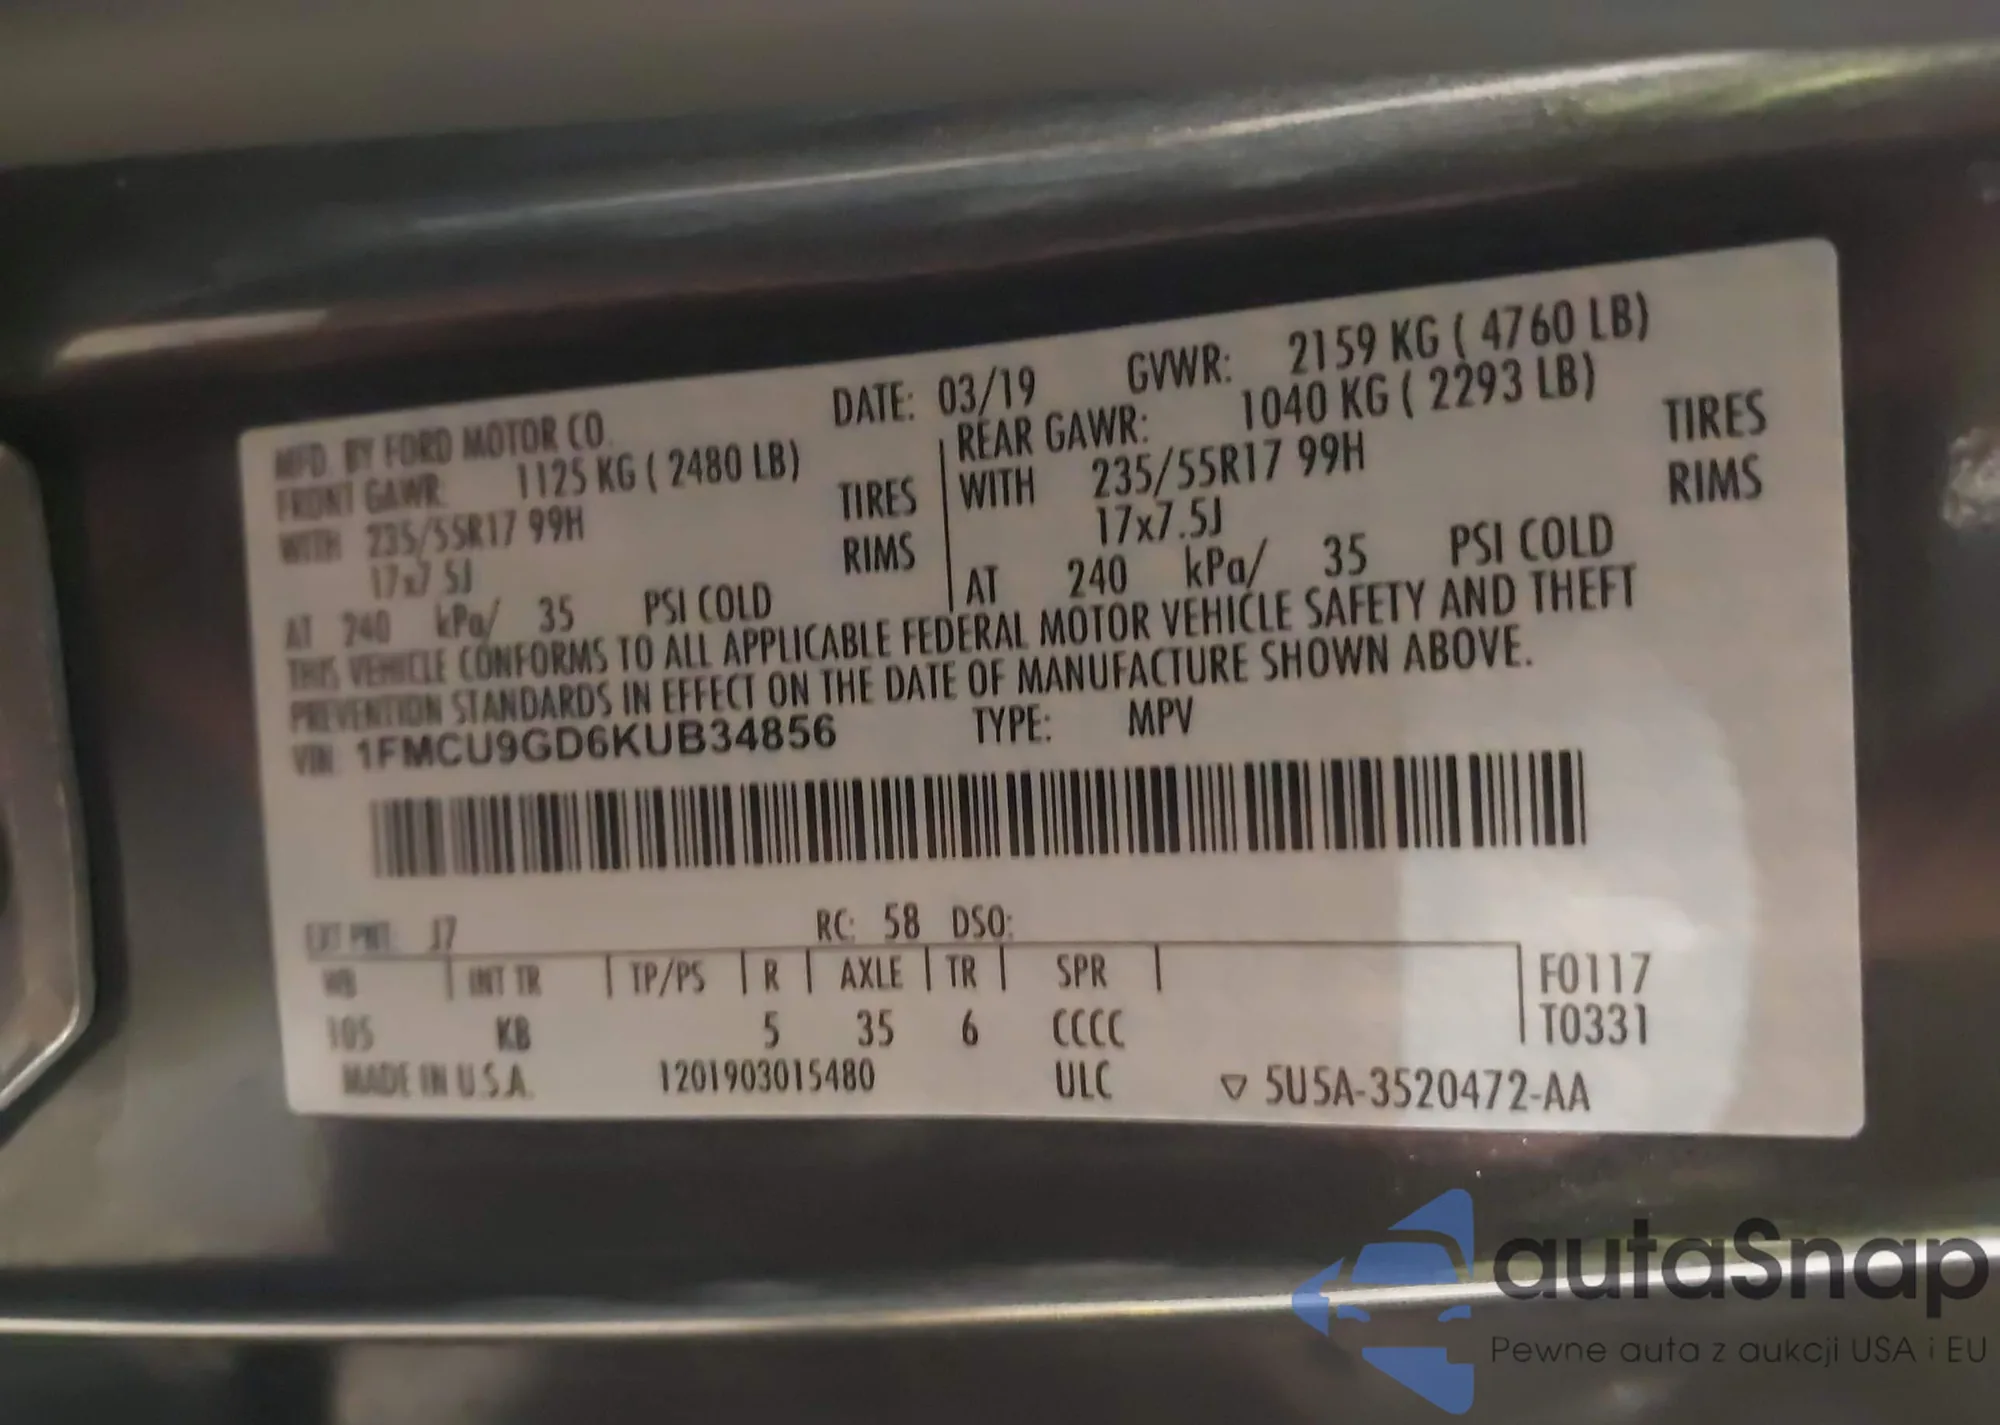 MFD. BY FORD MOTOR CO. DATE: 03/19 GVWR: 2159 KG ( 4760 LB)
FRONT GAWR: 1125 KG ( 2480 LB) REAR GAWR: 1040 KG ( 2293 LB)
WITH 235/55R17 99H TIRES WITH 235/55R17 99H TIRES
17x7.5J RIMS 17x7.5J RIMS
AT 240 kPa/ 35 PSI COLD AT 240 kPa/ 35 PSI COLD
THIS VEHICLE CONFORMS TO ALL APPLICABLE FEDERAL MOTOR VEHICLE SAFETY AND THEFT
PREVENTION STANDARDS IN EFFECT ON THE DATE OF MANUFACTURE SHOWN ABOVE.
VIN: 1FMCU9GD6KUB34856 TYPE: MPV
EXT PNT: J7 RC: 58 DSO:
WB INT TR TP/PS R AXLE TR SPR F0117
105 KB 5 35 6 CCCC T0331
MADE IN U.S.A. 1201903015480 ULC ▽ 5U5A-3520472-AA
autaSnap
Pewne auta z aukcji USA i EU